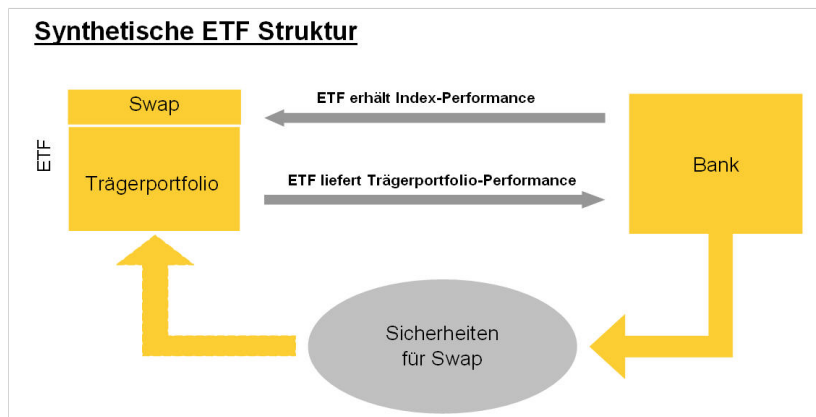 Synthetische ETF Struktur
Swap
ETF erhält Index-Performance
ETF
Trägerportfolio
ETF liefert Trägerportfolio-Performance
Bank
Sicherheiten
für Swap